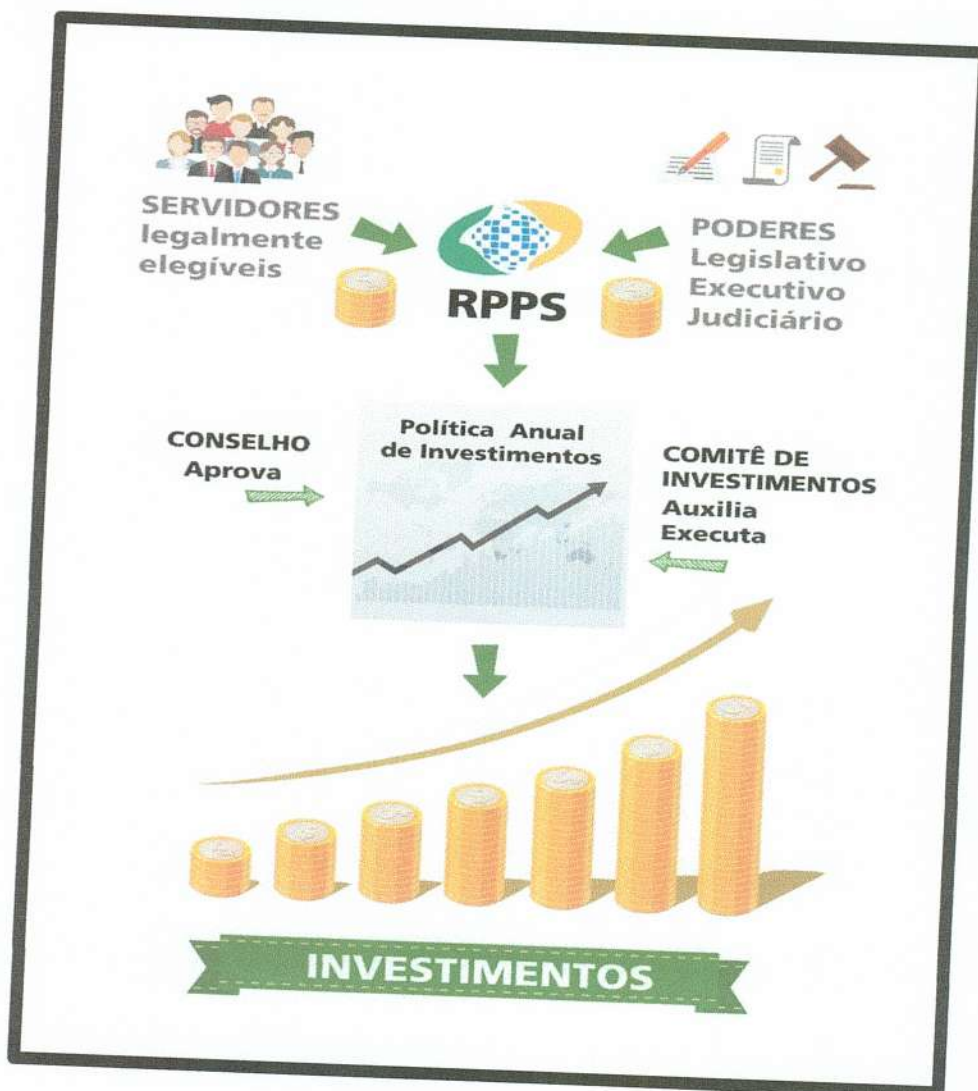 SERVIDORES
legalmente
elegíveis
RPPS
PODERES
Legislativo
Executivo
Judiciário
CONSELHO
Aprova
Política Anual
de Investimentos
COMITÊ DE
INVESTIMENTOS
Auxilia
Executa
INVESTIMENTOS